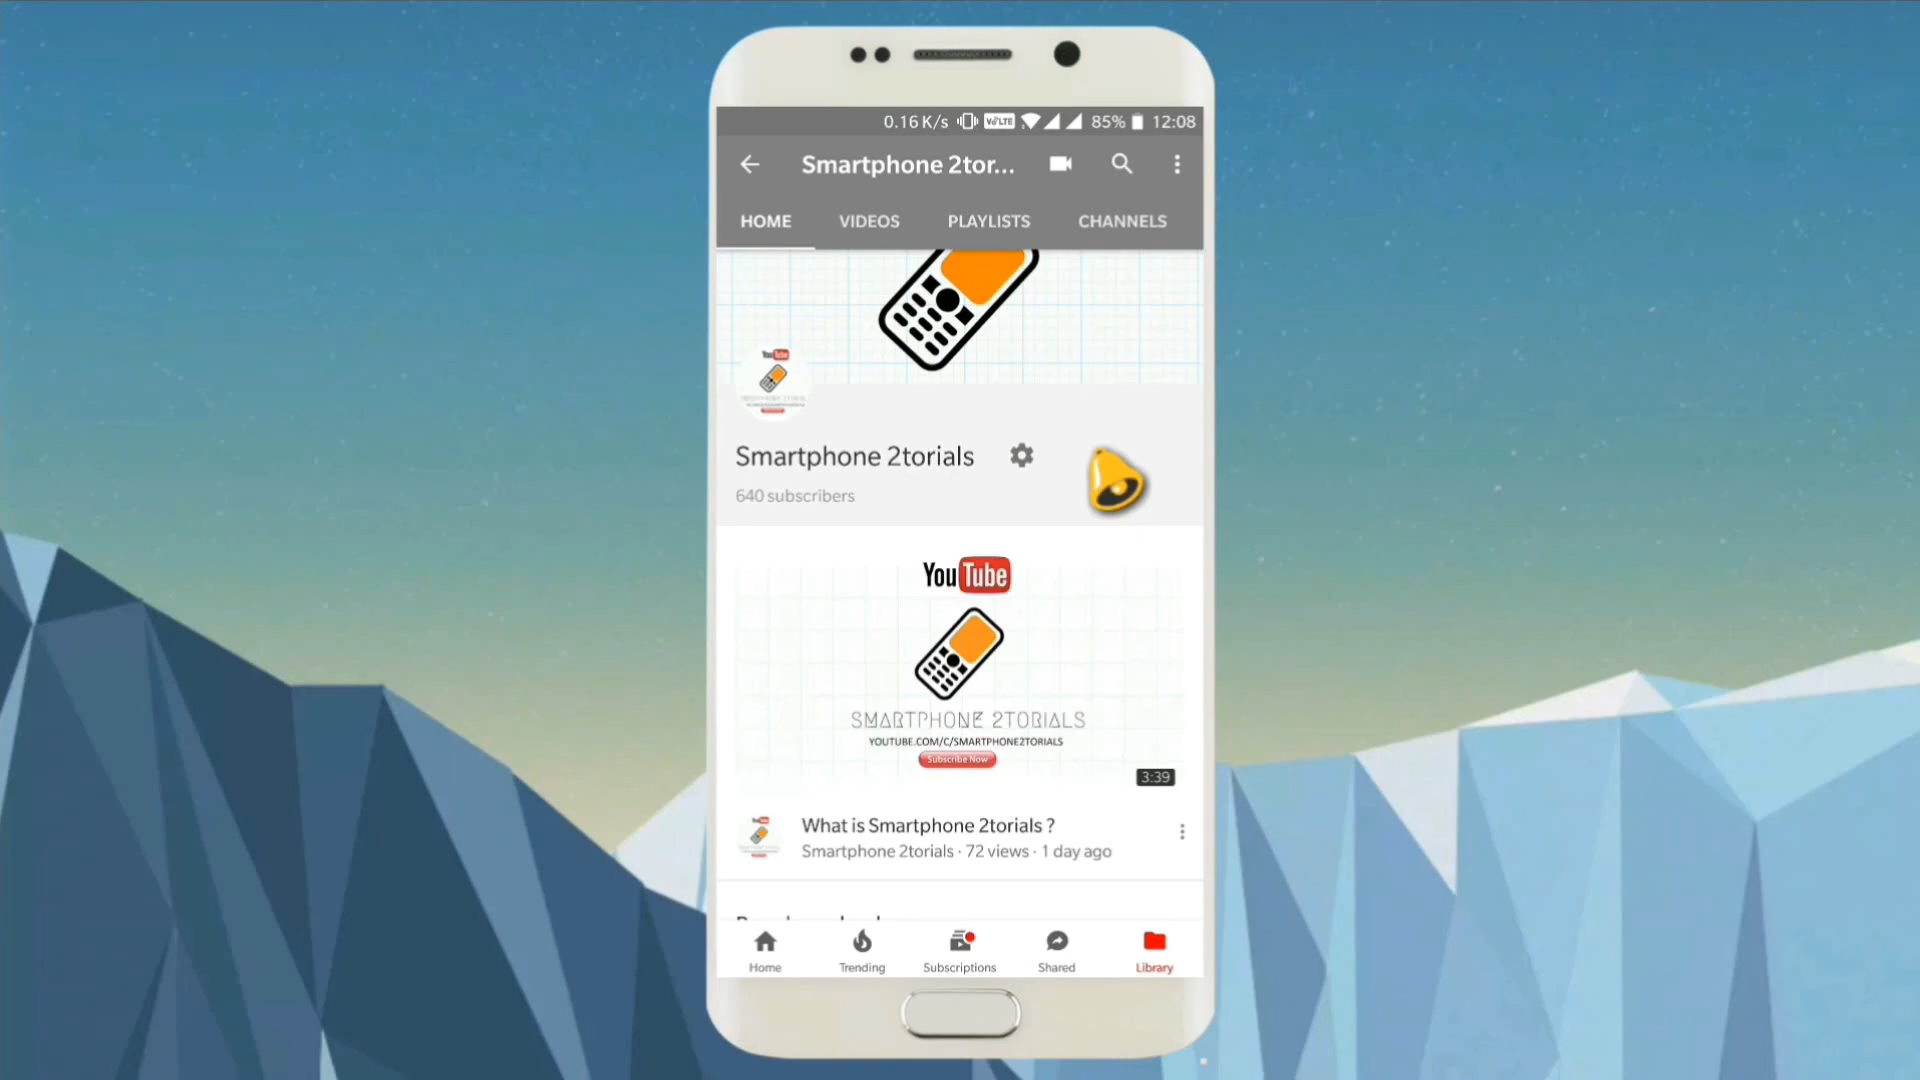 0.16 K/s VoLTE 85% 12:08
Smartphone 2tor...
HOME VIDEOS PLAYLISTS CHANNELS
YouTube
Smartphone 2torials
640 subscribers
YouTube
SMARTPHONE 2TORIALS
YOUTUBE.COM/C/SMARTPHONE2TORIALS
Subscribe Now
3:39
What is Smartphone 2torials ?
Smartphone 2torials · 72 views · 1 day ago
Home Trending Subscriptions Shared Library